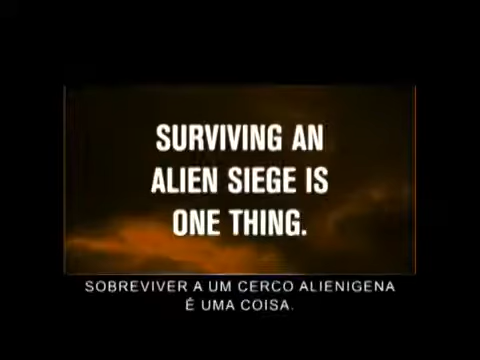 SURVIVING AN
ALIEN SIEGE IS
ONE THING.
SOBREVIVER A UM CERCO ALIENIGENA
É UMA COISA.